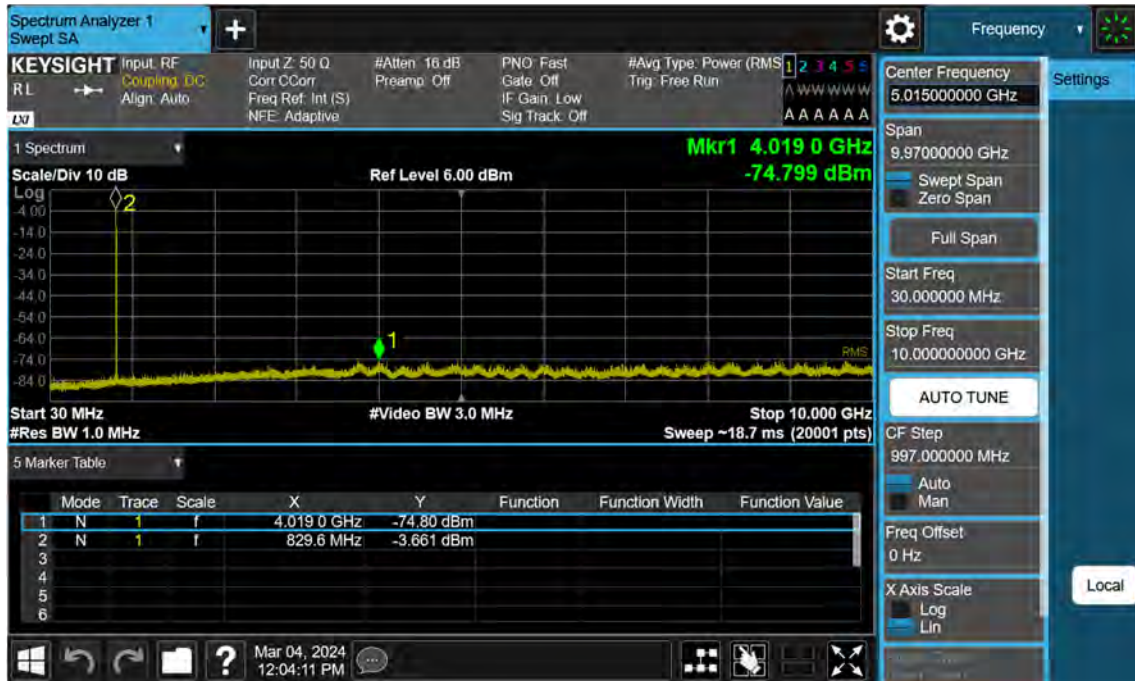 Spectrum Analyzer 1
Swept SA
+
Frequency
KEYSIGHT
RL
LXI
Input: RF
Coupling: DC
Align: Auto
Input Z: 50 Ω
Corr CCorr
Freq Ref: Int (S)
NFE: Adaptive
#Atten: 16 dB
Preamp: Off
PNO: Fast
Gate: Off
IF Gain: Low
Sig Track: Off
#Avg Type: Power (RMS
Trig: Free Run
1 2 3 4 5 6
A W W W W W
A A A A A A
1 Spectrum
Mkr1 4.019 0 GHz
-74.799 dBm
Scale/Div 10 dB
Ref Level 6.00 dBm
Log
-4.00
-14.0
-24.0
-34.0
-44.0
-54.0
-64.0
-74.0
-84.0
2
1
RMS
Start 30 MHz
#Video BW 3.0 MHz
Stop 10.000 GHz
#Res BW 1.0 MHz
Sweep ~18.7 ms (20001 pts)
5 Marker Table
Mode Trace Scale X Y Function Function Width Function Value
1 N 1 f 4.019 0 GHz -74.80 dBm
2 N 1 f 829.6 MHz -3.661 dBm
3
4
5
6
?
Mar 04, 2024
12:04:11 PM
Center Frequency
5.015000000 GHz
Span
9.97000000 GHz
Swept Span
Zero Span
Full Span
Start Freq
30.000000 MHz
Stop Freq
10.000000000 GHz
AUTO TUNE
CF Step
997.000000 MHz
Auto
Man
Freq Offset
0 Hz
X Axis Scale
Log
Lin
Settings
Local